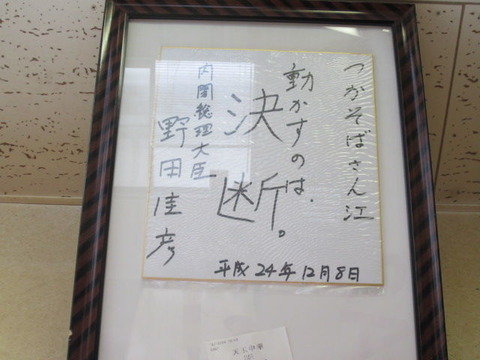 つがそばさん江
動かすのは、
決断。
内閣総理大臣
野田佳彦
平成24年12月8日